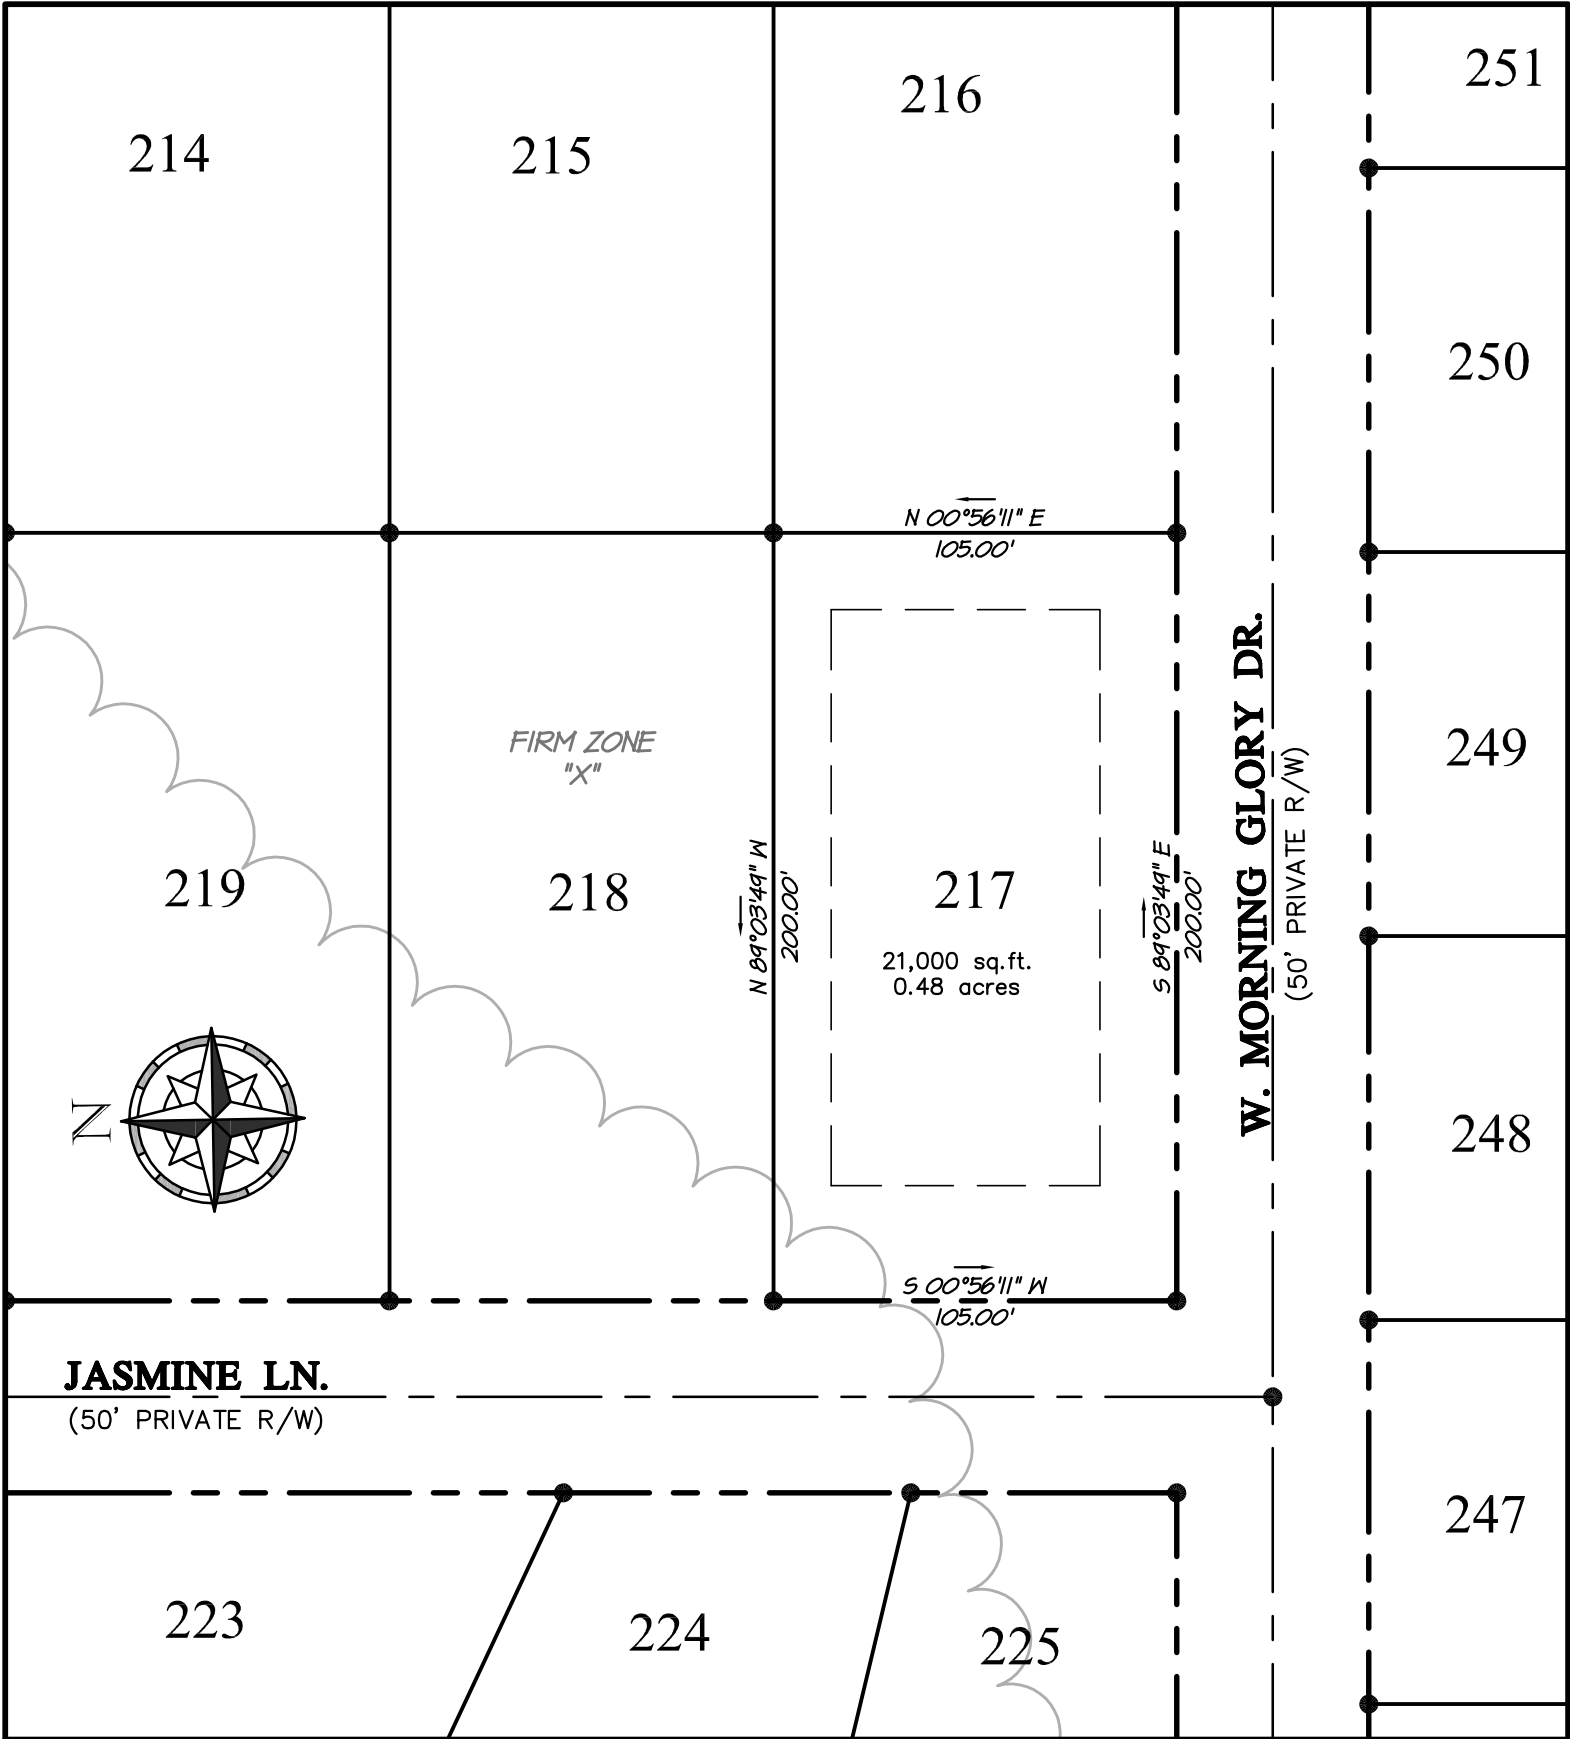 251
216
214
215
250
N 00°56'11" E
105.00'
FIRM ZONE
"X"
249
219
218
217
21,000 sq.ft.
0.48 acres
N 89°03'49" W
200.00'
S 89°03'49" E
200.00'
W. MORNING GLORY DR.
(50' PRIVATE R/W)
N
248
S 00°56'11" W
105.00'
JASMINE LN.
(50' PRIVATE R/W)
247
223
224
225